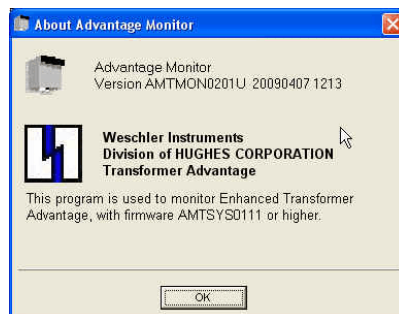 About Advantage Monitor
Advantage Monitor
Version AMTMON0201U 20090407 1213
Weschler Instruments
Division of HUGHES CORPORATION
Transformer Advantage
This program is used to monitor Enhanced Transformer
Advantage, with firmware AMTSYS0111 or higher.
OK